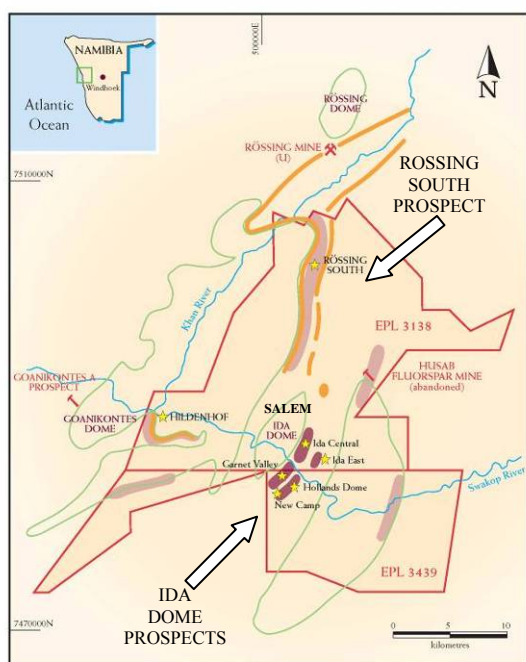 NAMIBIA
Windhoek
Atlantic
Ocean
500000E
N
RÖSSING
DOME
RÖSSING MINE
(U)
7510000N
ROSSING
SOUTH
PROSPECT
RÖSSING
SOUTH
Khan River
EPL 3138
GOANIKONTES A
PROSPECT
HUSAB
FLUORSPAR MINE
(abandoned)
GOANIKONTES
DOME
HILDENHOF
SALEM
IDA
DOME
Ida Central
Ida East
Garnet Valley
Hollands Dome
New Camp
Swakop River
EPL 3439
IDA
DOME
PROSPECTS
7470000N
0 5 10
kilometres